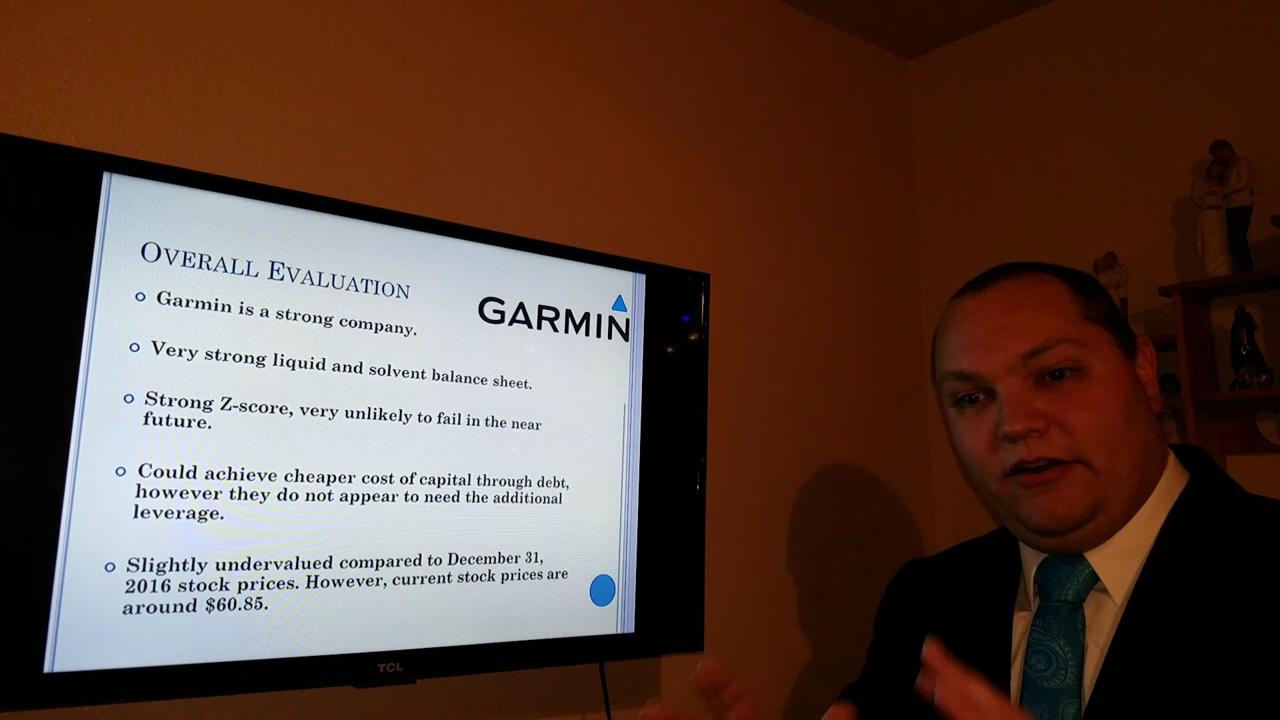 OVERALL EVALUATION
GARMIN
Garmin is a strong company.
Very strong liquid and solvent balance sheet.
Strong Z-score, very unlikely to fail in the near
future.
Could achieve cheaper cost of capital through debt,
however they do not appear to need the additional
leverage.
Slightly undervalued compared to December 31,
2016 stock prices. However, current stock prices are
around $60.85.
TCL